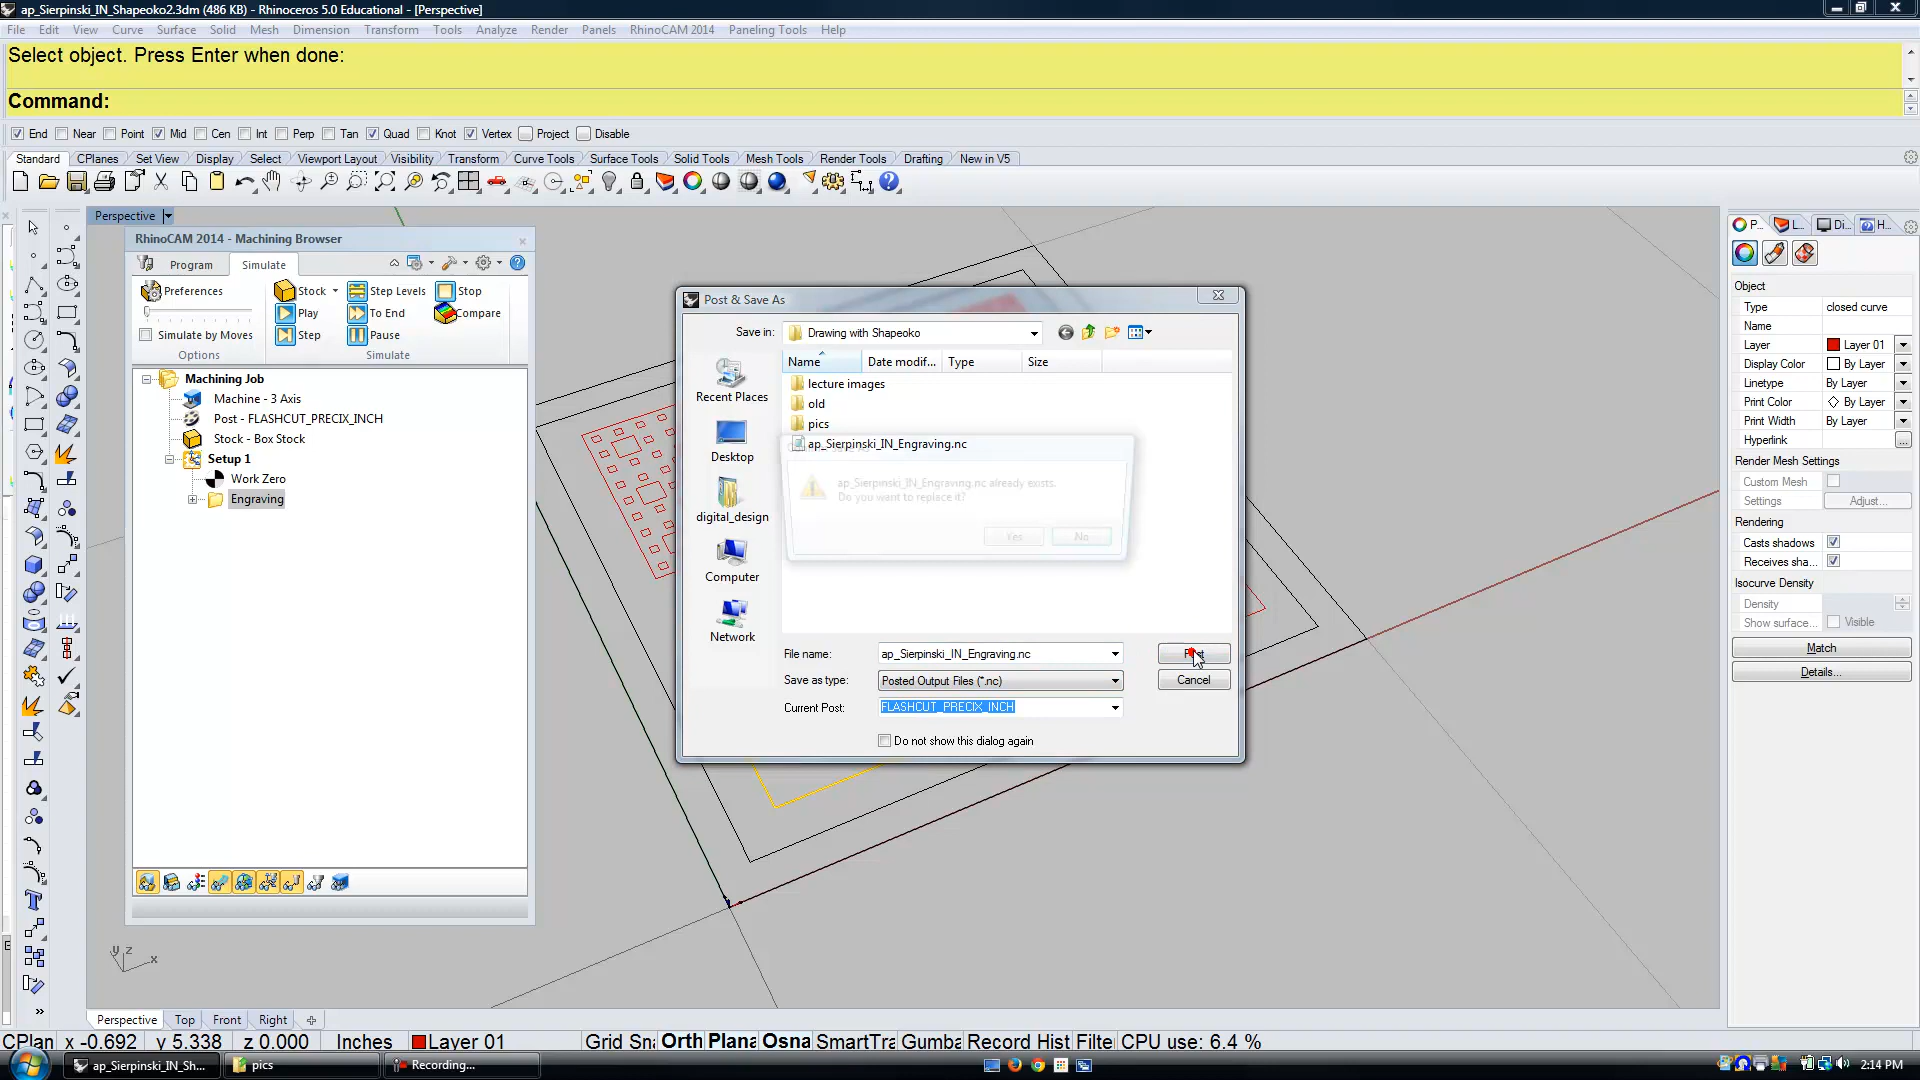 ap_Sierpinski_IN_Shapeoko2.3dm (486 KB) - Rhinoceros 5.0 Educational - [Perspective]
File Edit View Curve Surface Solid Mesh Dimension Transform Tools Analyze Render Panels RhinoCAM 2014 Paneling Tools Help
Select object. Press Enter when done:
Command:
End Near Point Mid Cen Int Perp Tan Quad Knot Vertex Project Disable
Standard CPlanes Set View Display Select Viewport Layout Visibility Transform Curve Tools Surface Tools Solid Tools Mesh Tools Render Tools Drafting New in V5
Perspective
RhinoCAM 2014 - Machining Browser
Program Simulate
Preferences Stock Step Levels Stop
Play To End Compare
Simulate by Moves Step Pause
Options Simulate
Machining Job
Machine - 3 Axis
Post - FLASHCUT_PRECIX_INCH
Stock - Box Stock
Setup 1
Work Zero
Engraving
Post & Save As
Save in: Drawing with Shapeoko
Name Date modif... Type Size
lecture images
old
pics
ap_Sierpinski_IN_Engraving.nc
ap_Sierpinski_IN_Engraving.nc already exists.
Do you want to replace it?
Yes No
Recent Places
Desktop
digital_design
Computer
Network
File name: ap_Sierpinski_IN_Engraving.nc
Save as type: Posted Output Files (*.nc) Cancel
Current Post: FLASHCUT_PRECIX_INCH
Do not show this dialog again
P... L... Di... H...
Object
Type closed curve
Name
Layer Layer 01
Display Color By Layer
Linetype By Layer
Print Color By Layer
Print Width By Layer
Hyperlink ...
Render Mesh Settings
Custom Mesh
Settings Adjust...
Rendering
Casts shadows
Receives sha...
Isocurve Density
Density
Show surface... Visible
Match
Details...
y z x
Perspective Top Front Right
CPlan x -0.692 y 5.338 z 0.000 Inches Layer 01 Grid Sna Orth Plana Osna SmartTra Gumba Record Hist Filte CPU use: 6.4 %
ap_Sierpinski_IN_Sh... pics Recording... 2:14 PM